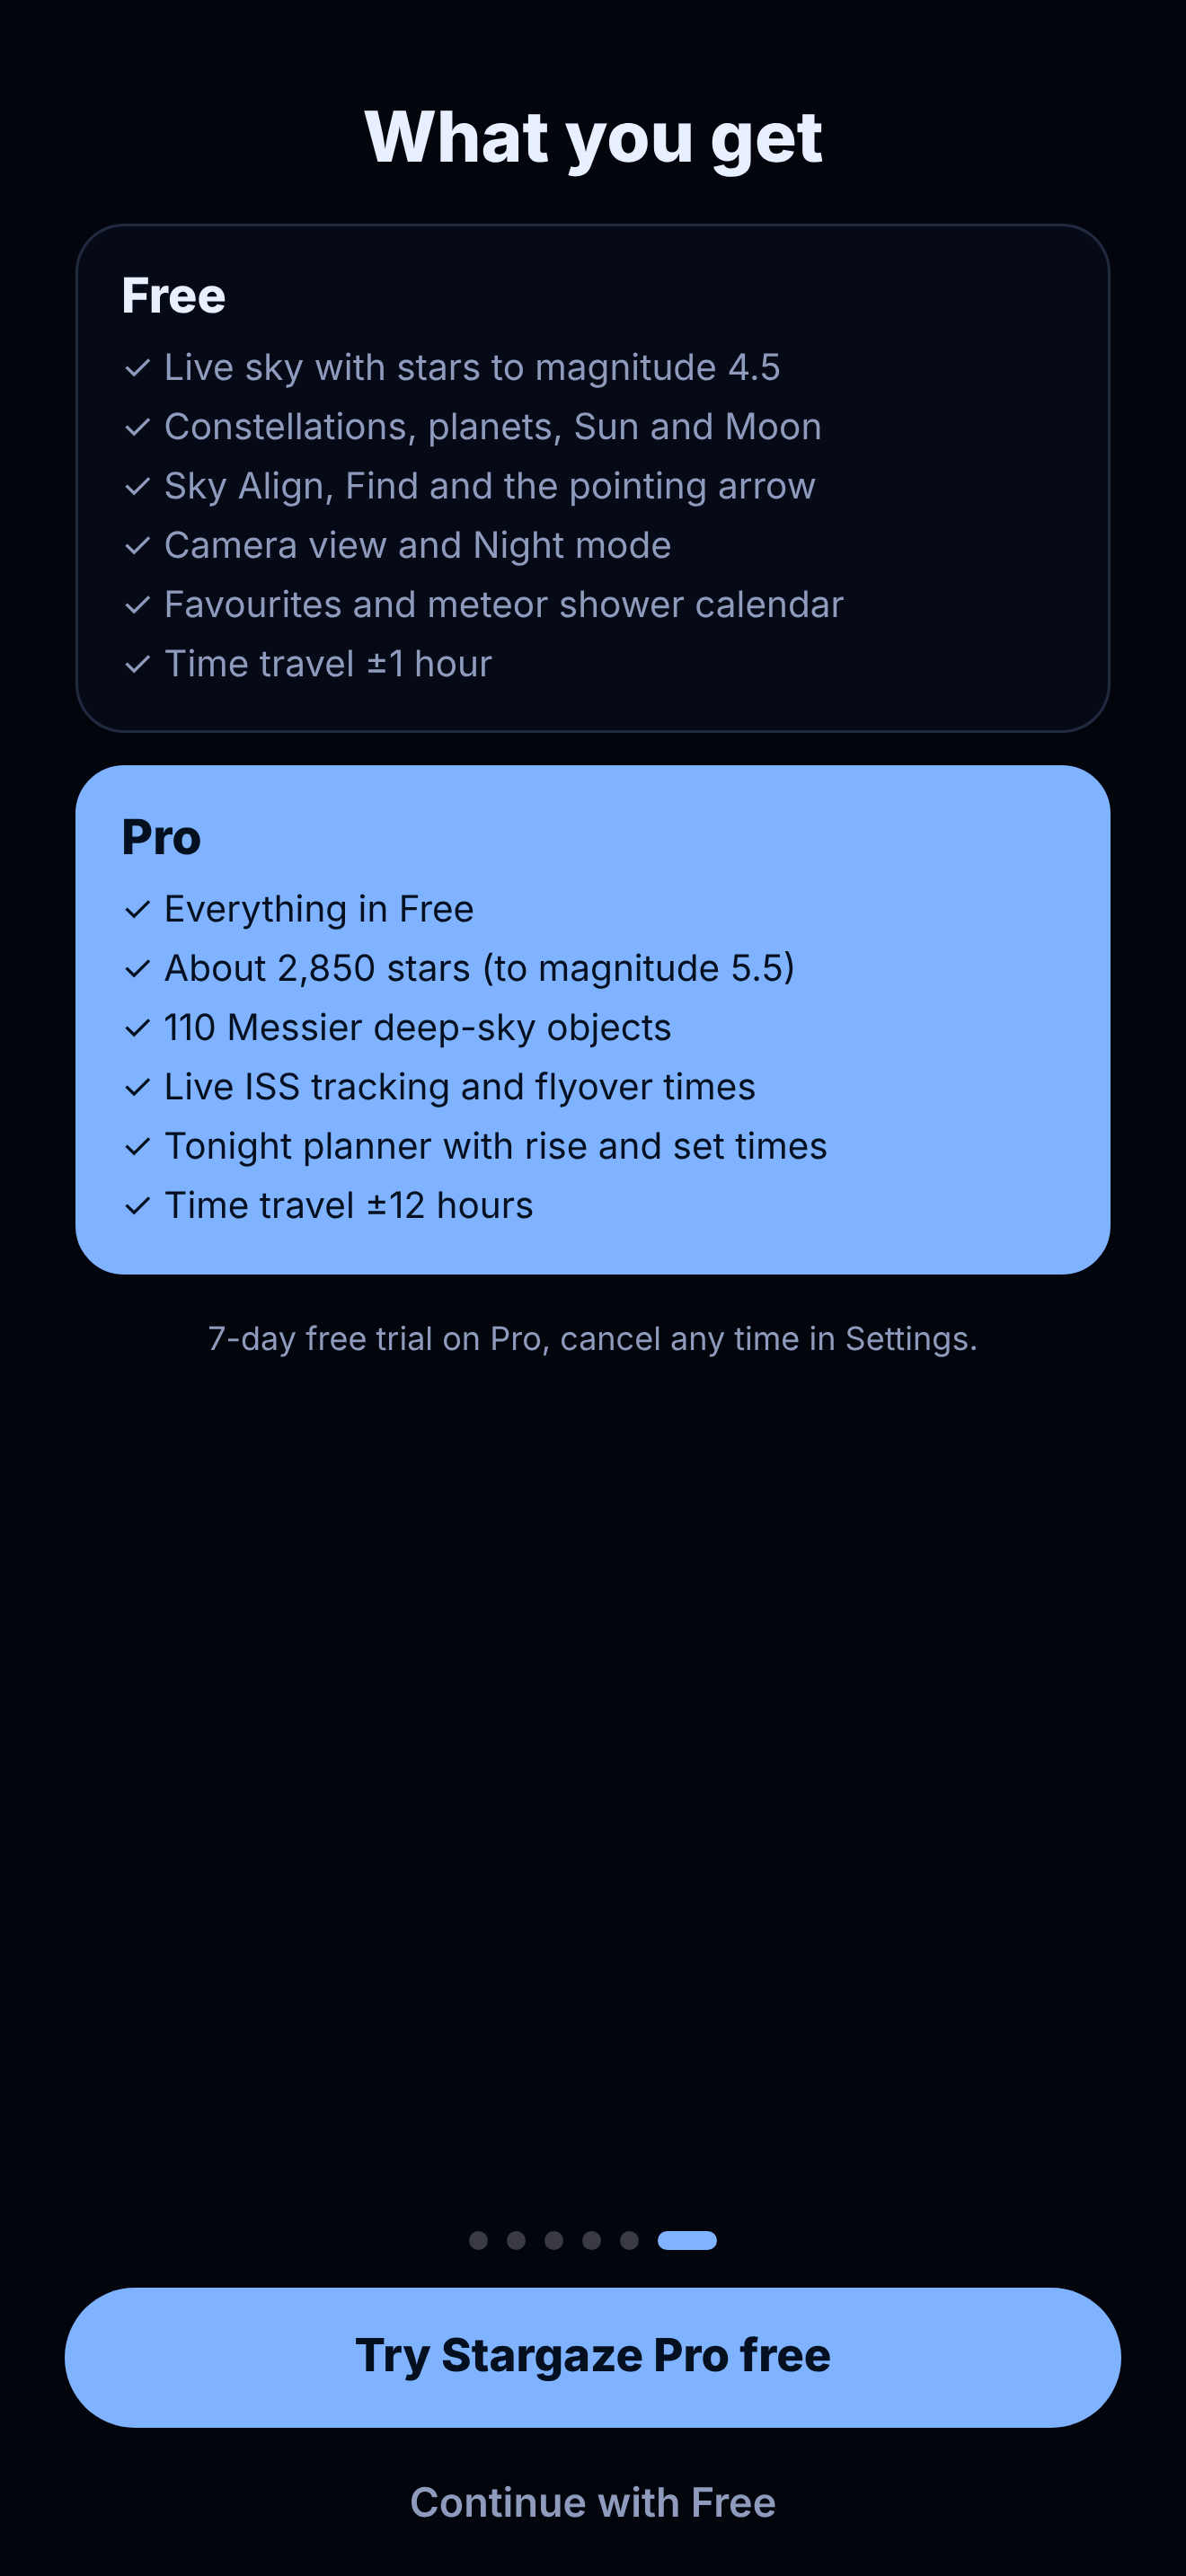 What you get
Free
✓ Live sky with stars to magnitude 4.5
✓ Constellations, planets, Sun and Moon
✓ Sky Align, Find and the pointing arrow
✓ Camera view and Night mode
✓ Favourites and meteor shower calendar
✓ Time travel ±1 hour
Pro
✓ Everything in Free
✓ About 2,850 stars (to magnitude 5.5)
✓ 110 Messier deep-sky objects
✓ Live ISS tracking and flyover times
✓ Tonight planner with rise and set times
✓ Time travel ±12 hours
7-day free trial on Pro, cancel any time in Settings.
Try Stargaze Pro free
Continue with Free